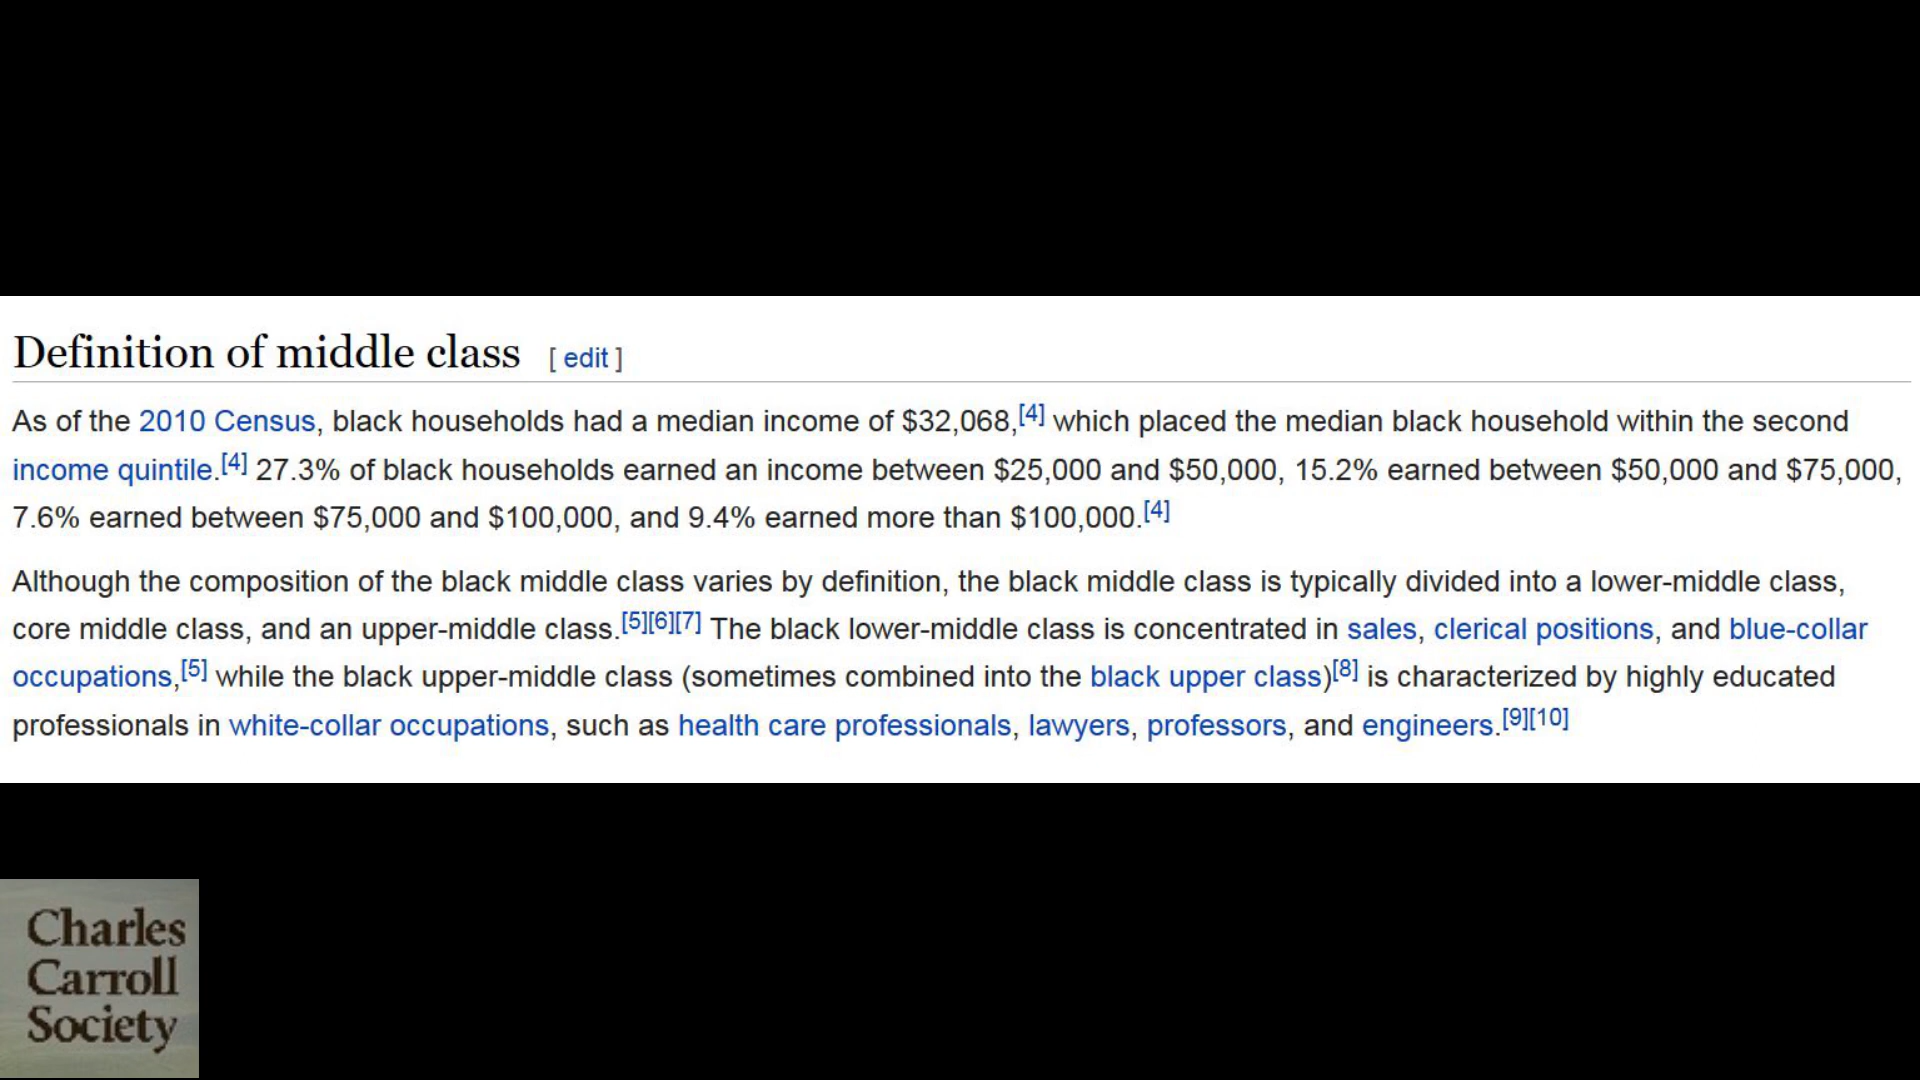 Definition of middle class [ edit ]
As of the 2010 Census, black households had a median income of $32,068,[4] which placed the median black household within the second
income quintile.[4] 27.3% of black households earned an income between $25,000 and $50,000, 15.2% earned between $50,000 and $75,000,
7.6% earned between $75,000 and $100,000, and 9.4% earned more than $100,000.[4]
Although the composition of the black middle class varies by definition, the black middle class is typically divided into a lower-middle class,
core middle class, and an upper-middle class.[5][6][7] The black lower-middle class is concentrated in sales, clerical positions, and blue-collar
occupations,[5] while the black upper-middle class (sometimes combined into the black upper class)[8] is characterized by highly educated
professionals in white-collar occupations, such as health care professionals, lawyers, professors, and engineers.[9][10]
Charles
Carroll
Society